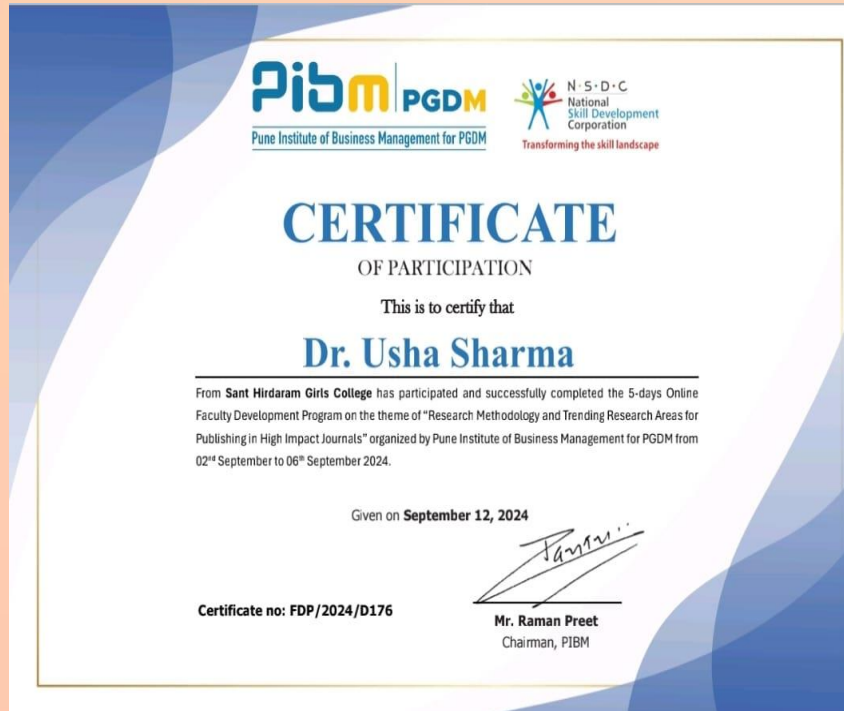 Pibm PGDM
Pune Institute of Business Management for PGDM
N·S·D·C
National
Skill Development
Corporation
Transforming the skill landscape
CERTIFICATE
OF PARTICIPATION
This is to certify that
Dr. Usha Sharma
From Sant Hirdaram Girls College has participated and successfully completed the 5-days Online
Faculty Development Program on the theme of “Research Methodology and Trending Research Areas for
Publishing in High Impact Journals” organized by Pune Institute of Business Management for PGDM from
02nd September to 06th September 2024.
Given on September 12, 2024
Certificate no: FDP/2024/D176
Mr. Raman Preet
Chairman, PIBM